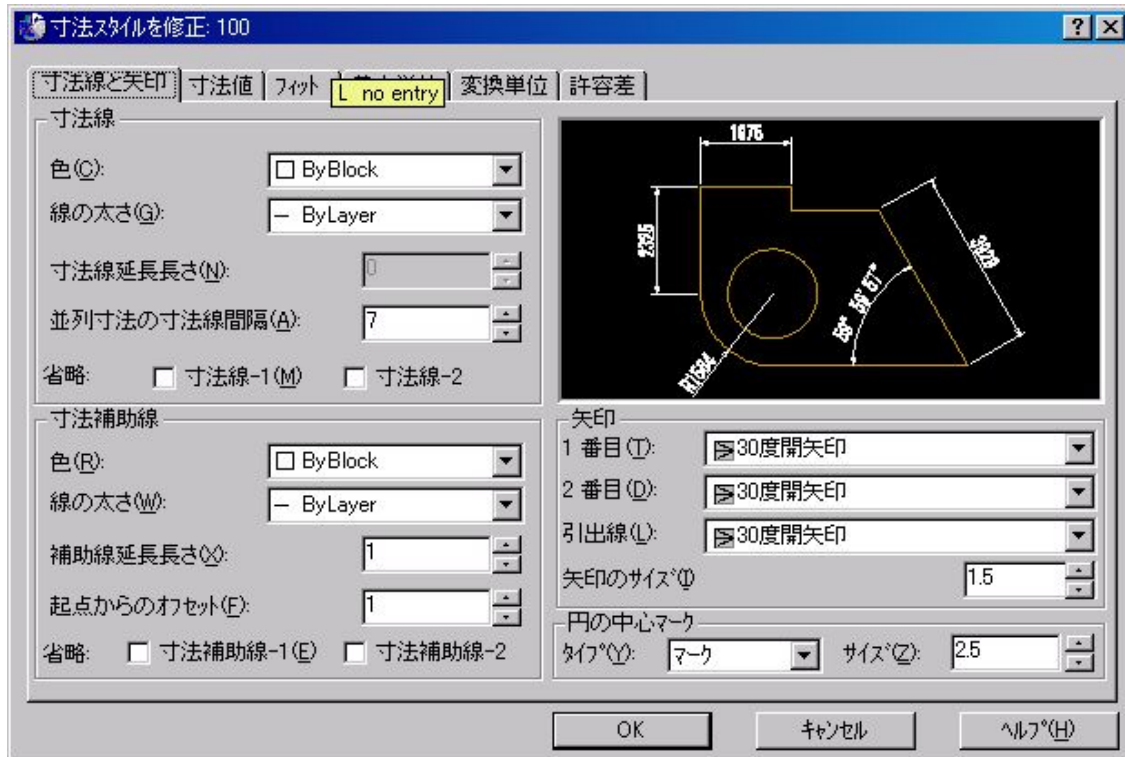 寸法スタイルを修正: 100
寸法線と矢印 寸法値 フィット 変換単位 許容差
L no entry
寸法線
色(C): ByBlock
線の太さ(G): ByLayer
寸法線延長長さ(N): 0
並列寸法の寸法線間隔(A): 7
省略: 寸法線-1(M) 寸法線-2
寸法補助線
色(R): ByBlock
線の太さ(W): ByLayer
補助線延長長さ(X): 1
起点からのオフセット(F): 1
省略: 寸法補助線-1(E) 寸法補助線-2
1675
2325
R1584
矢印
1 番目(T): 30度開矢印
2 番目(D): 30度開矢印
引出線(L): 30度開矢印
矢印のサイズ(I) 1.5
円の中心マーク
タイプ(Y): マーク サイズ(Z): 2.5
OK キャンセル ヘルプ(H)